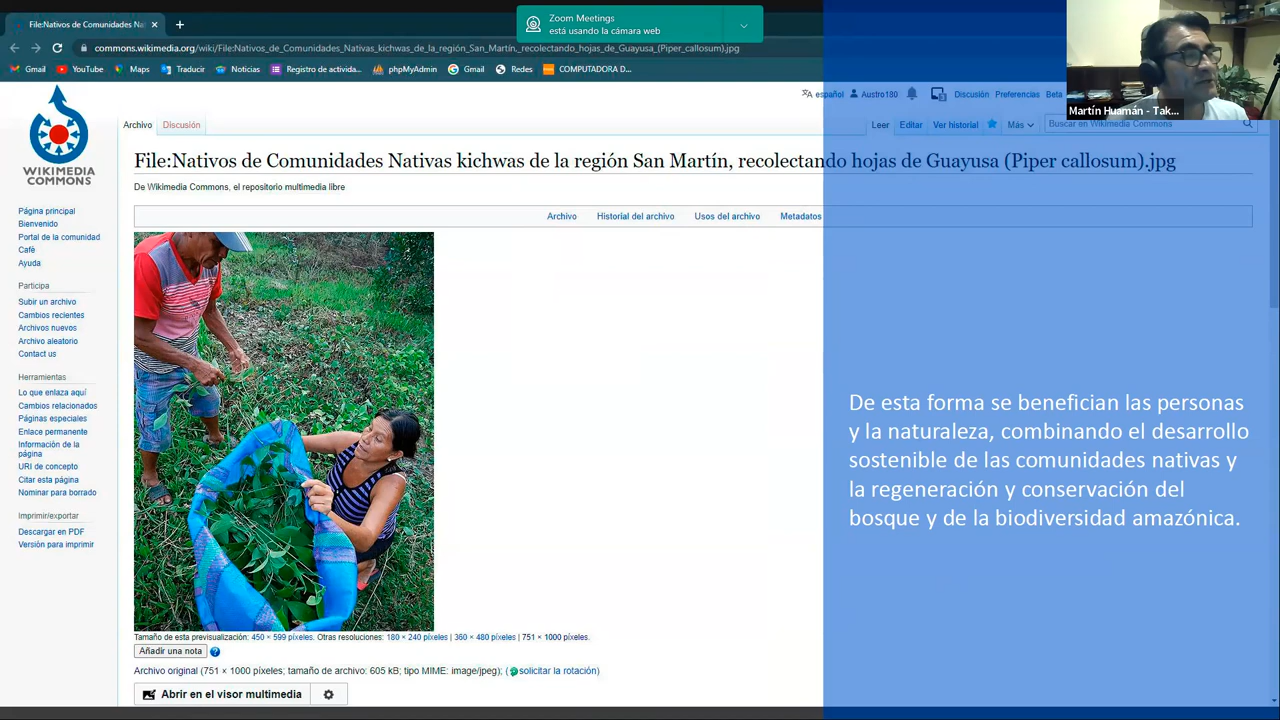 File:Nativos de Comunidades Na
Zoom Meetings
está usando la cámara web
commons.wikimedia.org/wiki/File:Nativos_de_Comunidades_Nativas_kichwas_de_la_región_San_Martín,_recolectando_hojas_de_Guayusa_(Piper_callosum).jpg
Gmail YouTube Maps Traducir Noticias Registro de activida... phpMyAdmin Gmail Redes COMPUTADORA D...
Martín Huamán - Tak...
español Austro180 Discusión Preferencias Beta
Archivo Discusión Leer Editar Ver historial Más Buscar en Wikimedia Commons
WIKIMEDIA
COMMONS
File:Nativos de Comunidades Nativas kichwas de la región San Martín, recolectando hojas de Guayusa (Piper callosum).jpg
De Wikimedia Commons, el repositorio multimedia libre
Archivo Historial del archivo Usos del archivo Metadatos
Página principal
Bienvenido
Portal de la comunidad
Café
Ayuda
Participa
Subir un archivo
Cambios recientes
Archivos nuevos
Archivo aleatorio
Contact us
Herramientas
Lo que enlaza aquí
Cambios relacionados
Páginas especiales
Enlace permanente
Información de la
página
URI de concepto
Citar esta página
Nominar para borrado
Imprimir/exportar
Descargar en PDF
Versión para imprimir
De esta forma se benefician las personas
y la naturaleza, combinando el desarrollo
sostenible de las comunidades nativas y
la regeneración y conservación del
bosque y de la biodiversidad amazónica.
Tamaño de esta previsualización: 450 × 599 píxeles. Otras resoluciones: 180 × 240 píxeles | 360 × 480 píxeles | 751 × 1000 píxeles.
Añadir una nota
Archivo original (751 × 1000 píxeles; tamaño de archivo: 605 kB; tipo MIME: image/jpeg); (solicitar la rotación)
Abrir en el visor multimedia